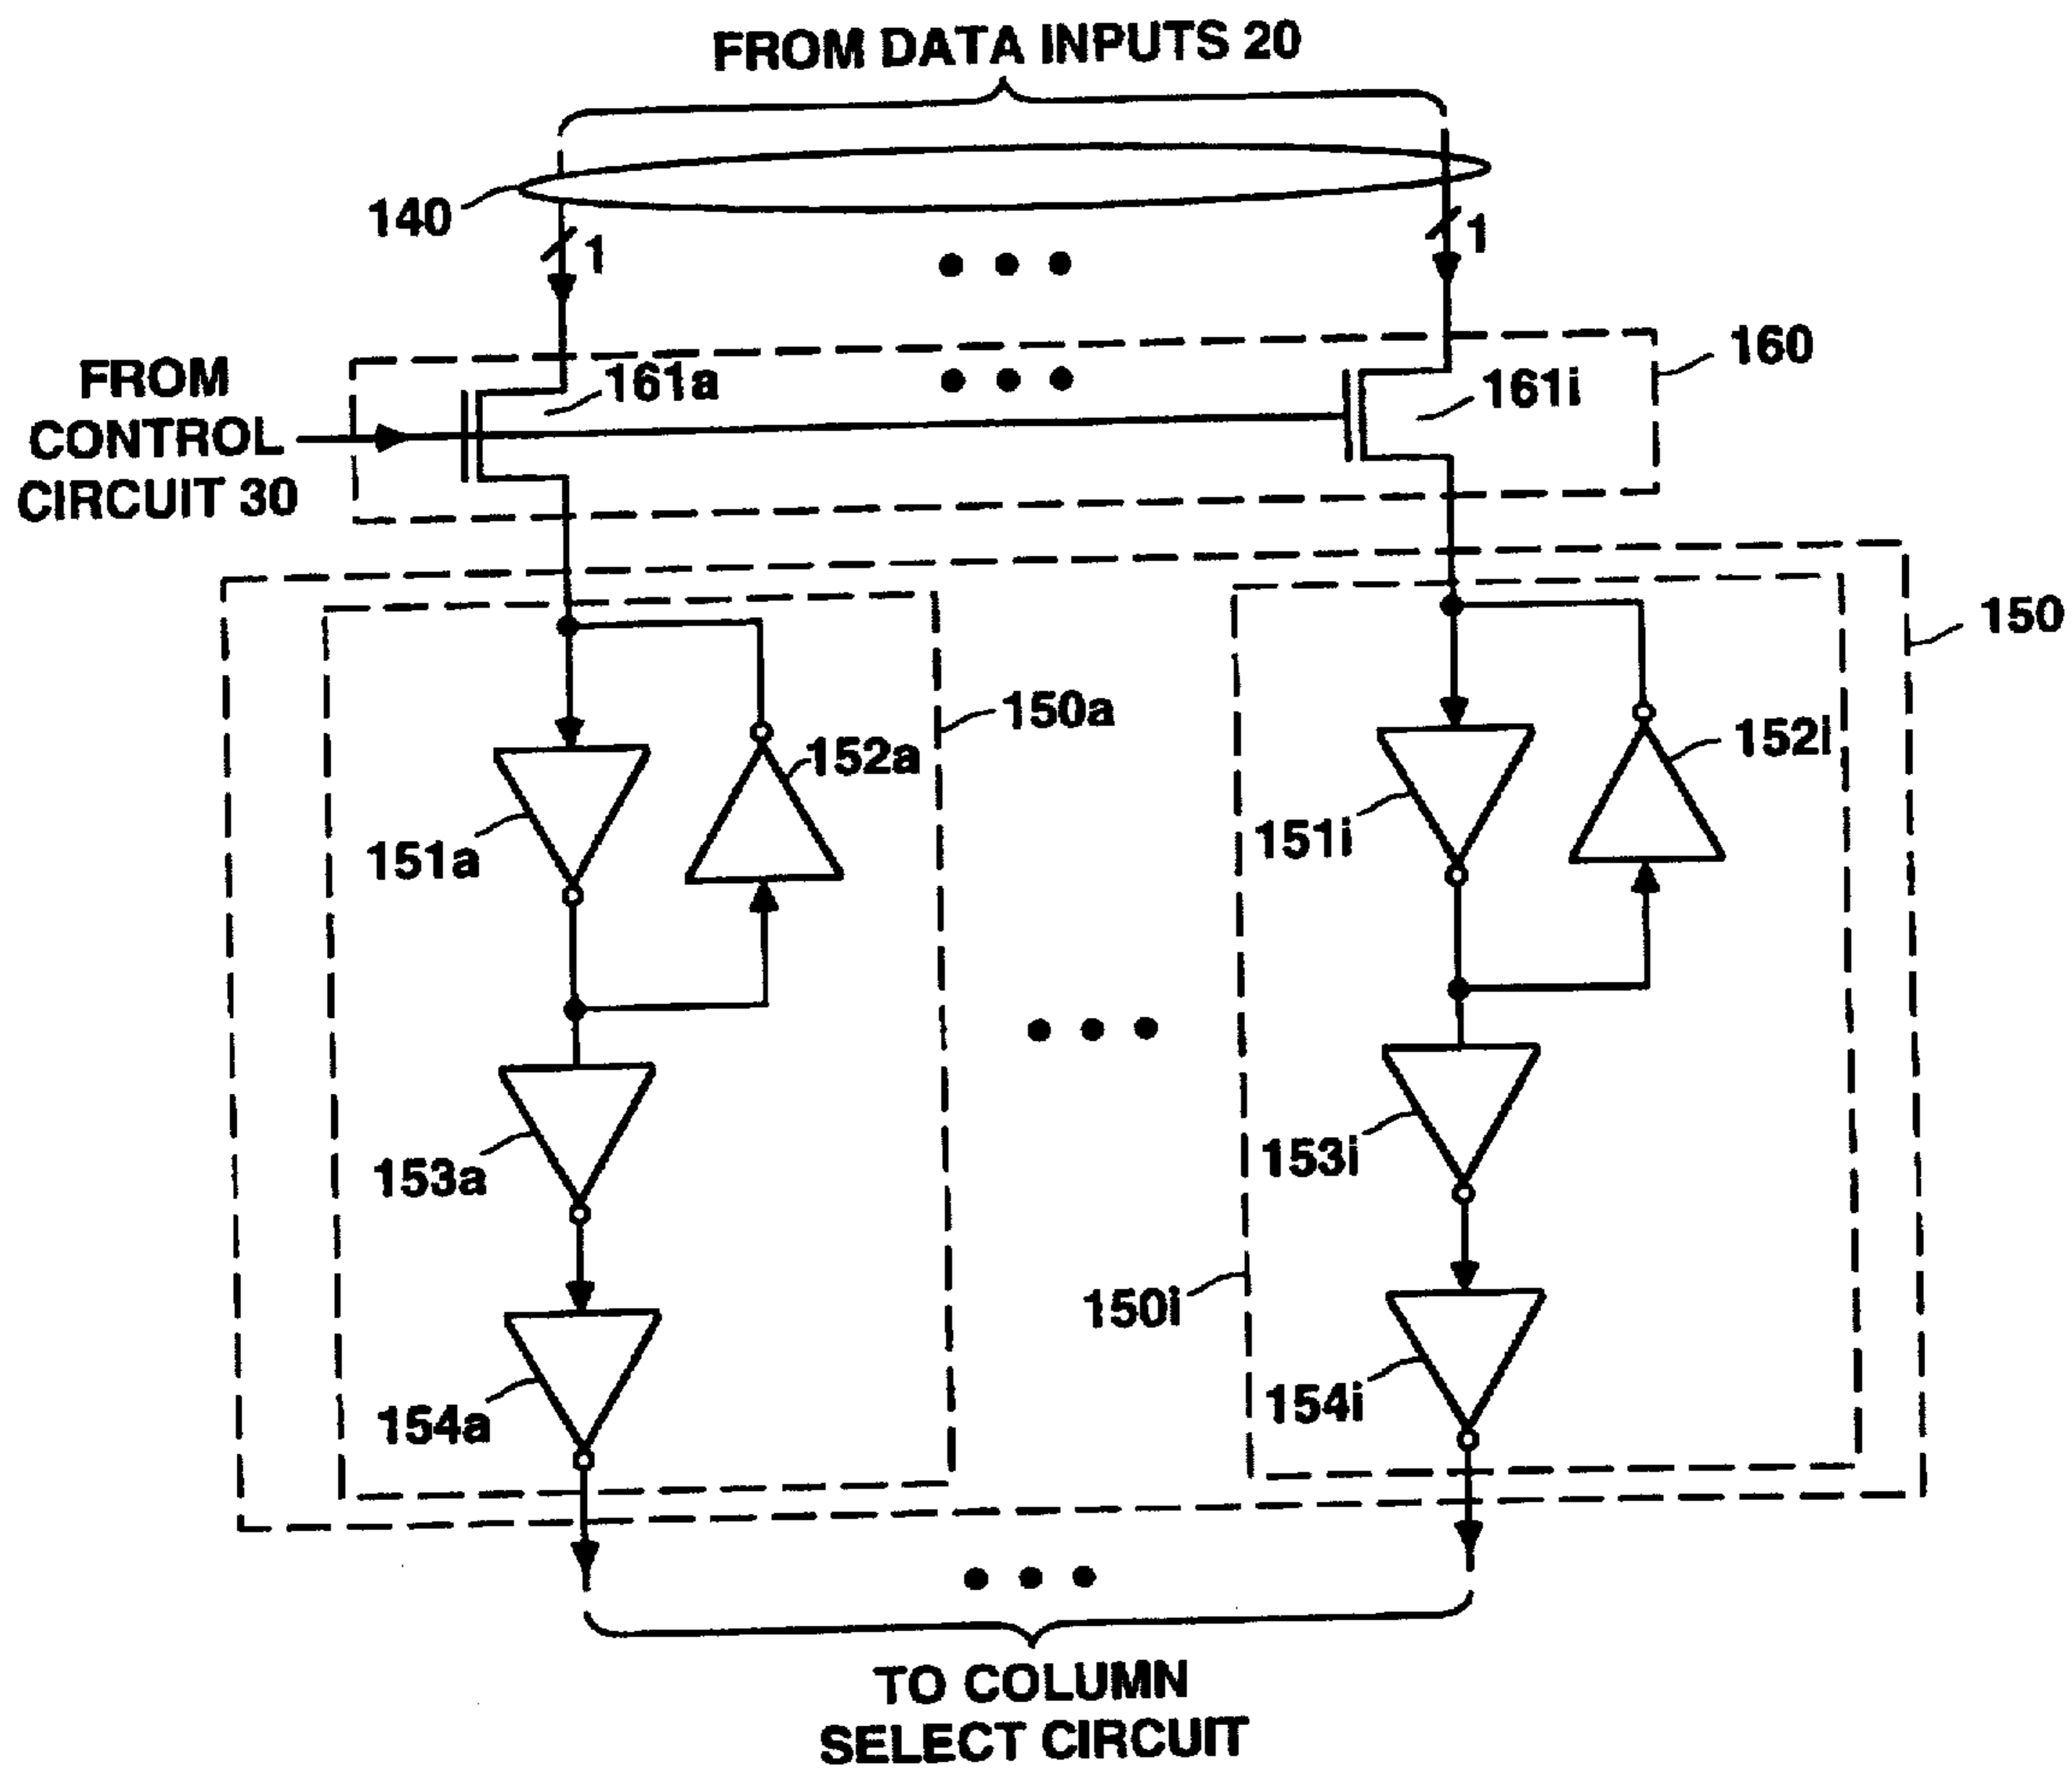 FROM DATA INPUTS 20
140
1
1
FROM
CONTROL
CIRCUIT 30
161a
161i
160
150
150a
152a
151a
152i
151i
153a
153i
150i
154a
154i
TO COLUMN
SELECT CIRCUIT